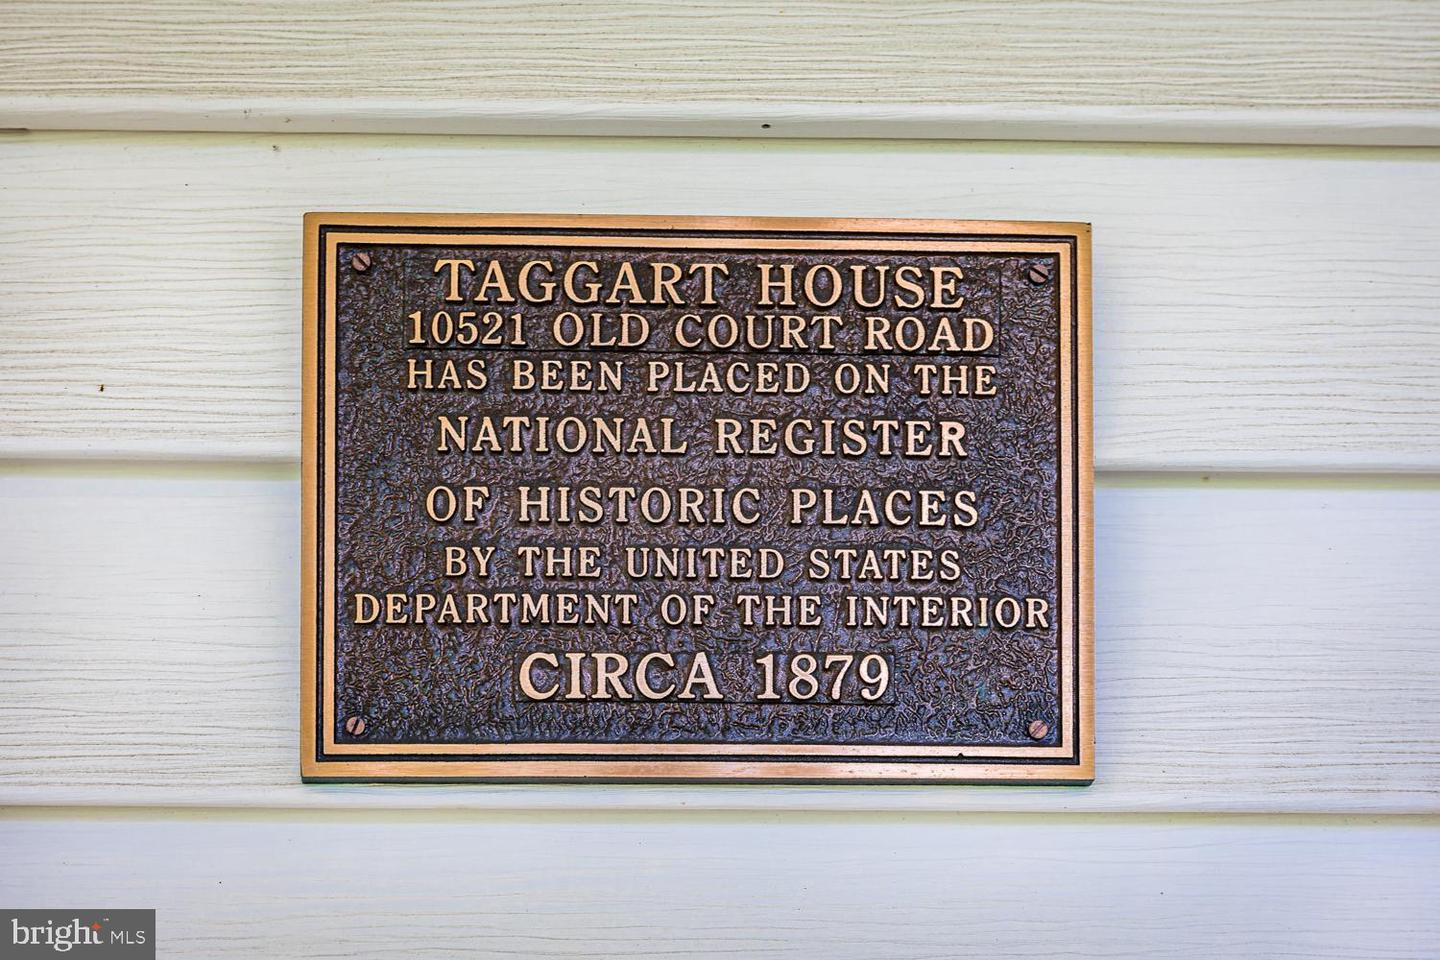 TAGGART HOUSE
10521 OLD COURT ROAD
HAS BEEN PLACED ON THE
NATIONAL REGISTER
OF HISTORIC PLACES
BY THE UNITED STATES
DEPARTMENT OF THE INTERIOR
CIRCA 1879
bright MLS